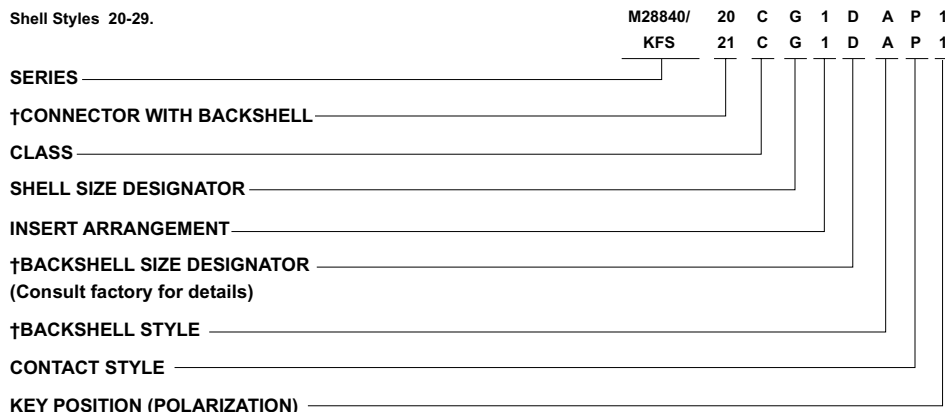 Shell Styles 20-29.
M28840/ 20 C G 1 D A P 1
KFS 21 C G 1 D A P 1
SERIES
†CONNECTOR WITH BACKSHELL
CLASS
SHELL SIZE DESIGNATOR
INSERT ARRANGEMENT
†BACKSHELL SIZE DESIGNATOR
(Consult factory for details)
†BACKSHELL STYLE
CONTACT STYLE
KEY POSITION (POLARIZATION)